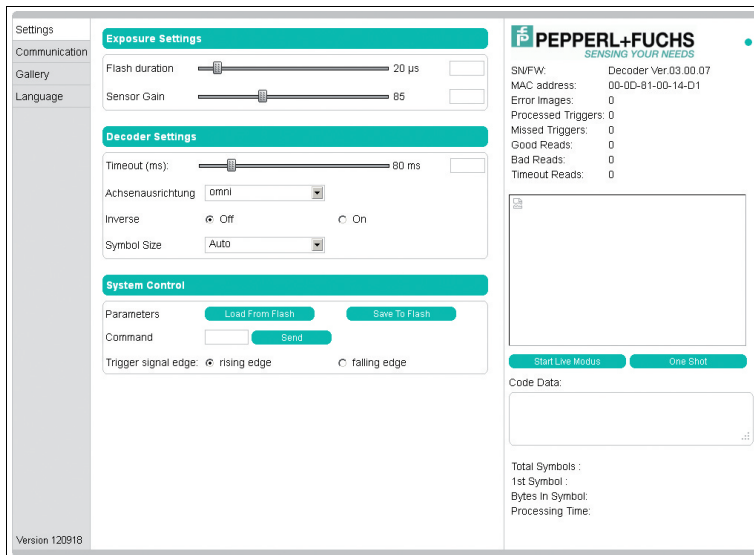 Settings
Communication
Gallery
Language
Version 120918
Exposure Settings
Flash duration 20 µs
Sensor Gain 85
Decoder Settings
Timeout (ms): 80 ms
Achsenausrichtung omni
Inverse Off On
Symbol Size Auto
System Control
Parameters Load From Flash Save To Flash
Command Send
Trigger signal edge: rising edge falling edge
PEPPERL+FUCHS
SENSING YOUR NEEDS
SN/FW: Decoder Ver.03.00.07
MAC address: 00-0D-81-00-14-D1
Error Images: 0
Processed Triggers: 0
Missed Triggers: 0
Good Reads: 0
Bad Reads: 0
Timeout Reads: 0
Start Live Modus One Shot
Code Data:
Total Symbols :
1st Symbol :
Bytes In Symbol:
Processing Time: